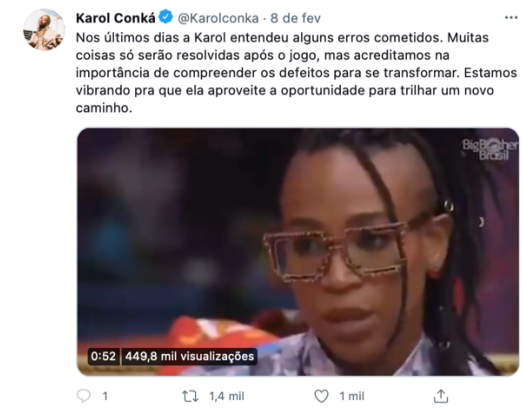 Karol Conká @Karolconka · 8 de fev
Nos últimos dias a Karol entendeu alguns erros cometidos. Muitas
coisas só serão resolvidas após o jogo, mas acreditamos na
importância de compreender os defeitos para se transformar. Estamos
vibrando pra que ela aproveite a oportunidade para trilhar um novo
caminho.
Big Brother
Brasil
0:52 449,8 mil visualizações
1 1,4 mil 1 mil